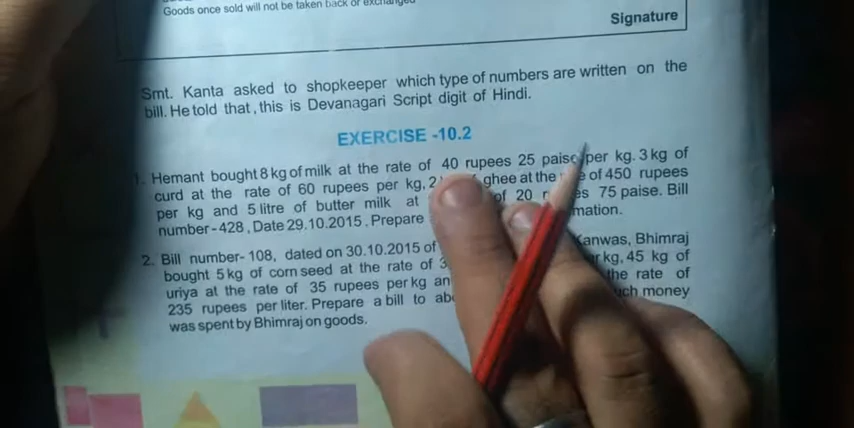 Goods once sold will not be taken back or exchanged
Signature
Smt. Kanta asked to shopkeeper which type of numbers are written on the
bill. He told that, this is Devanagari Script digit of Hindi.
EXERCISE -10.2
1. Hemant bought 8 kg of milk at the rate of 40 rupees 25 paise per kg. 3 kg of
curd at the rate of 60 rupees per kg, 2 ghee at the of 450 rupees
per kg and 5 litre of butter milk at of 20 75 paise. Bill
number-428, Date 29.10.2015. Prepare
2. Bill number- 108, dated on 30.10.2015 of Kanwas, Bhimraj
bought 5 kg of corn seed at the rate of kg, 45 kg of
uriya at the rate of 35 rupees per kg the rate of
235 rupees per liter. Prepare a bill to money
was spent by Bhimraj on goods.